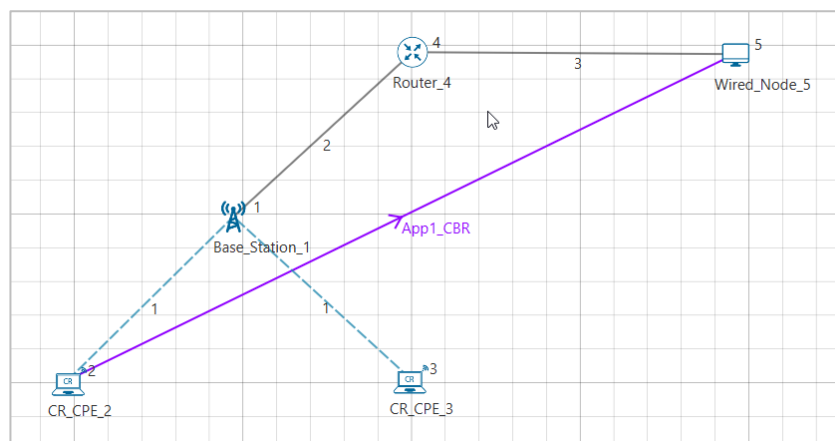 4
5
Router_4
3
Wired_Node_5
2
1
App1_CBR
Base_Station_1
1
1
2
3
CR
CR
CR_CPE_2
CR_CPE_3